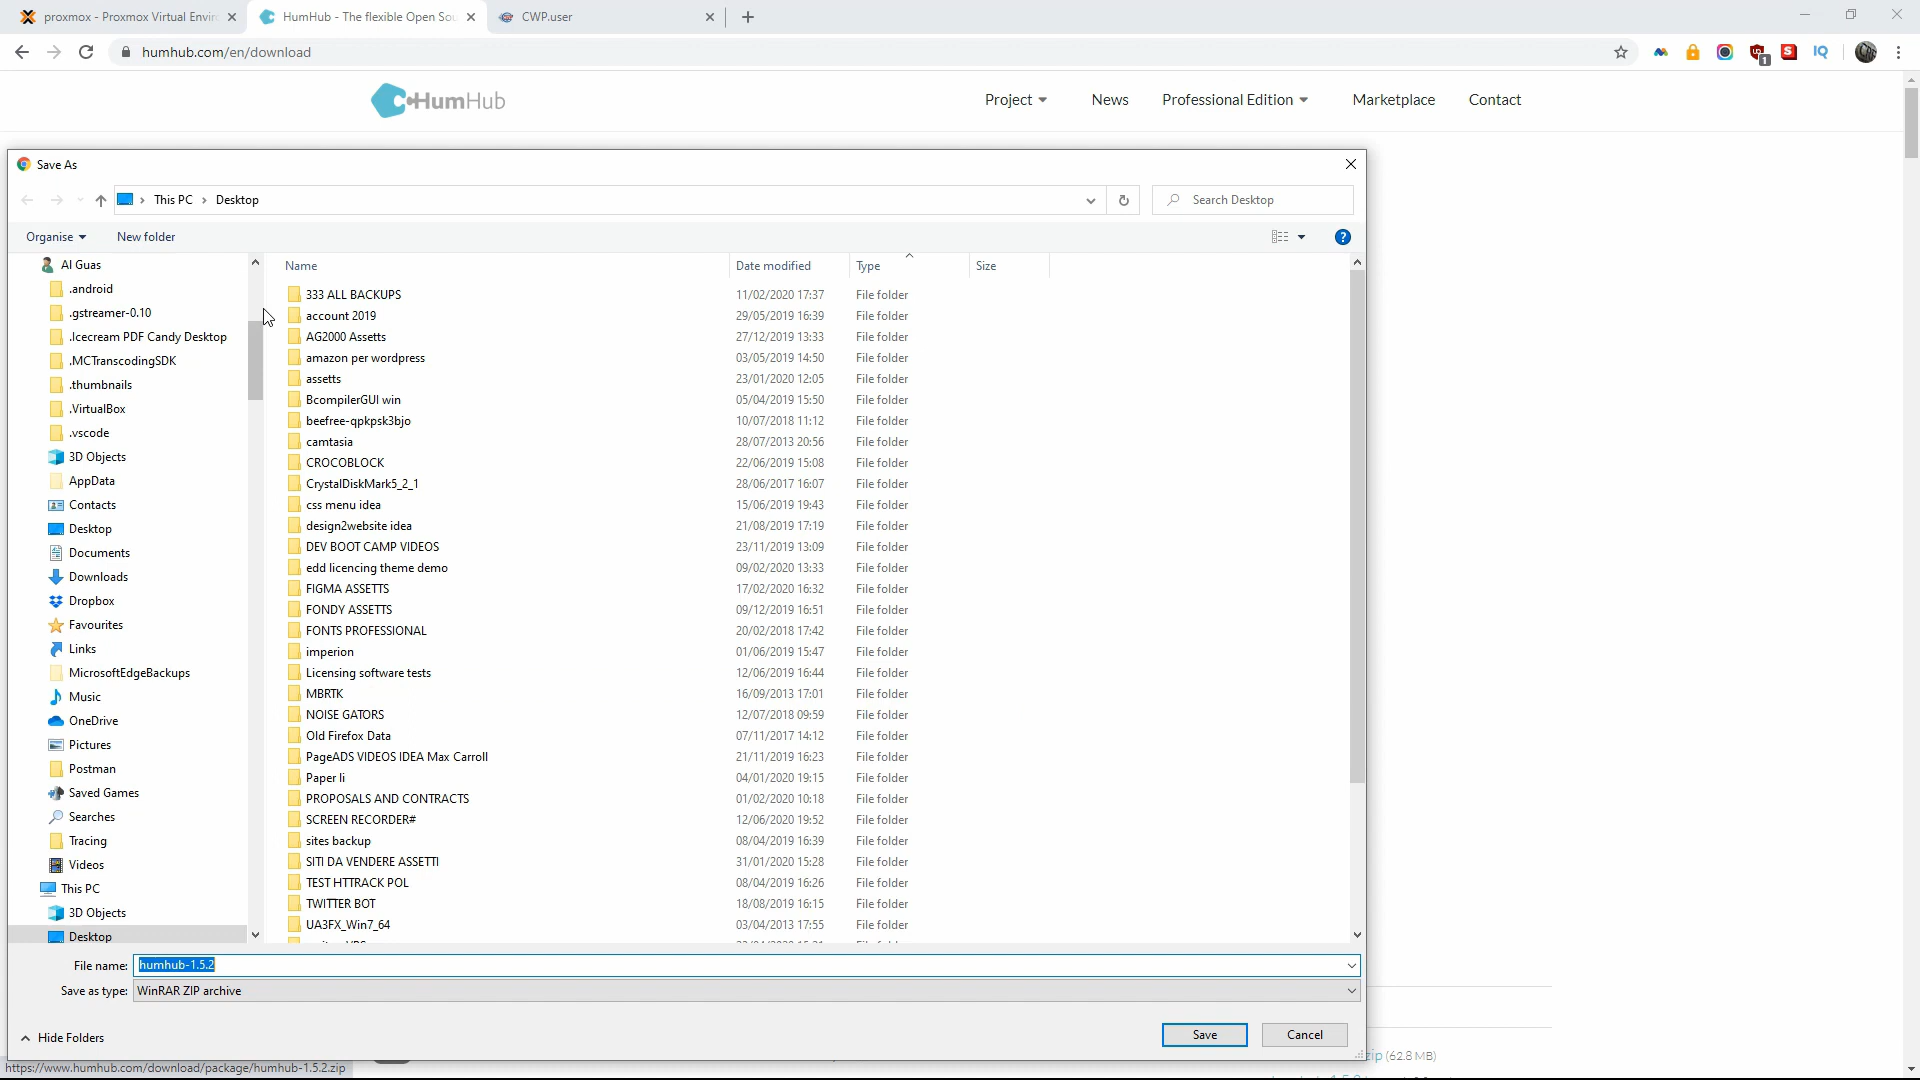 proxmox - Proxmox Virtual Envir
HumHub - The flexible Open Sou
CWP.user
humhub.com/en/download
HumHub
Project
News
Professional Edition
Marketplace
Contact
Save As
This PC
Desktop
Search Desktop
Organise
New folder
Al Guas
.android
.gstreamer-0.10
.Icecream PDF Candy Desktop
.MCTranscodingSDK
.thumbnails
.VirtualBox
.vscode
3D Objects
AppData
Contacts
Desktop
Documents
Downloads
Dropbox
Favourites
Links
MicrosoftEdgeBackups
Music
OneDrive
Pictures
Postman
Saved Games
Searches
Tracing
Videos
This PC
3D Objects
Desktop
Name Date modified Type Size
333 ALL BACKUPS 11/02/2020 17:37 File folder
account 2019 29/05/2019 16:39 File folder
AG2000 Assetts 27/12/2019 13:33 File folder
amazon per wordpress 03/05/2019 14:50 File folder
assetts 23/01/2020 12:05 File folder
BcompilerGUI win 05/04/2019 15:50 File folder
beefree-qpkpsk3bjo 10/07/2018 11:12 File folder
camtasia 28/07/2013 20:56 File folder
CROCOBLOCK 22/06/2019 15:08 File folder
CrystalDiskMark5_2_1 28/06/2017 16:07 File folder
css menu idea 15/06/2019 19:43 File folder
design2website idea 21/08/2019 17:19 File folder
DEV BOOT CAMP VIDEOS 23/11/2019 13:09 File folder
edd licencing theme demo 09/02/2020 13:33 File folder
FIGMA ASSETTS 17/02/2020 16:32 File folder
FONDY ASSETTS 09/12/2019 16:51 File folder
FONTS PROFESSIONAL 20/02/2018 17:42 File folder
imperion 01/06/2019 15:47 File folder
Licensing software tests 12/06/2019 16:44 File folder
MBRTK 16/09/2013 17:01 File folder
NOISE GATORS 12/07/2018 09:59 File folder
Old Firefox Data 07/11/2017 14:12 File folder
PageADS VIDEOS IDEA Max Carroll 21/11/2019 16:23 File folder
Paper li 04/01/2020 19:15 File folder
PROPOSALS AND CONTRACTS 01/02/2020 10:18 File folder
SCREEN RECORDER# 12/06/2020 19:52 File folder
sites backup 08/04/2019 16:39 File folder
SITI DA VENDERE ASSETTI 31/01/2020 15:28 File folder
TEST HTTRACK POL 08/04/2019 16:26 File folder
TWITTER BOT 18/08/2019 16:15 File folder
UA3FX_Win7_64 03/04/2013 17:55 File folder
File name: humhub-1.5.2
Save as type: WinRAR ZIP archive
Hide Folders
Save
Cancel
zip (62.8 MB)
https://www.humhub.com/download/package/humhub-1.5.2.zip